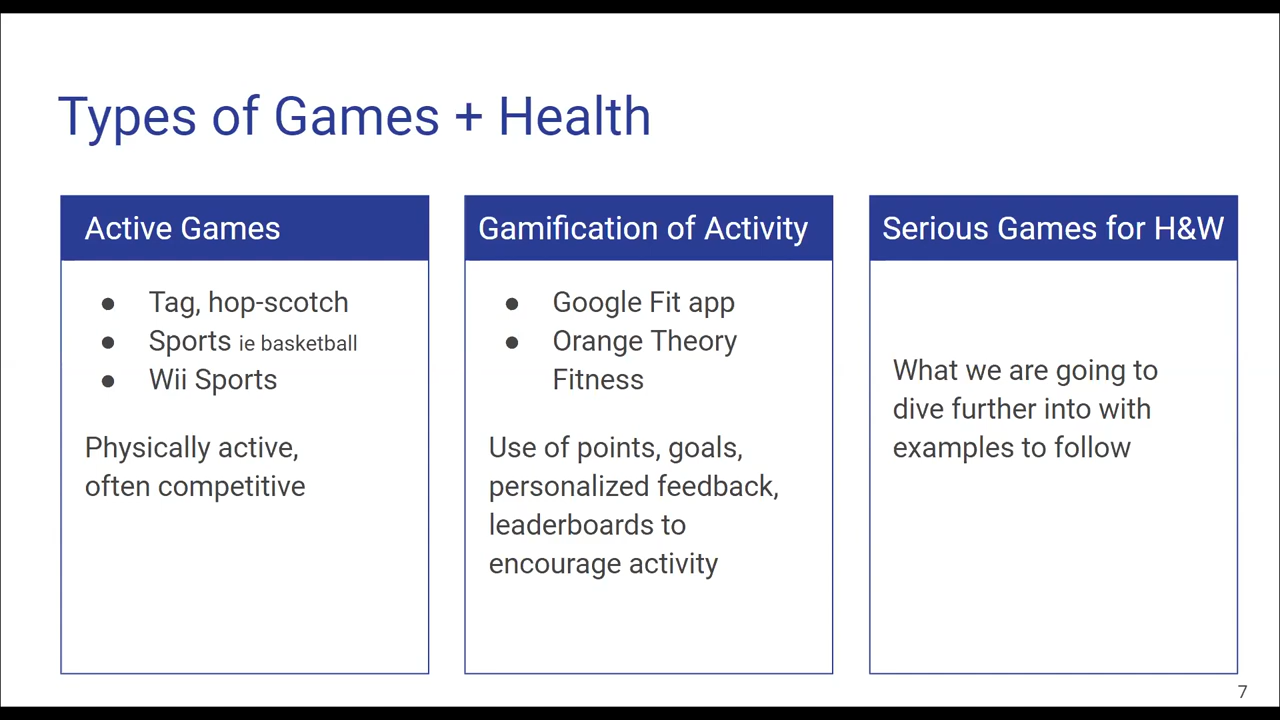 Types of Games + Health
Active Games
● Tag, hop-scotch
● Sports ie basketball
● Wii Sports
Physically active,
often competitive
Gamification of Activity
● Google Fit app
● Orange Theory
Fitness
Use of points, goals,
personalized feedback,
leaderboards to
encourage activity
Serious Games for H&W
What we are going to
dive further into with
examples to follow
7